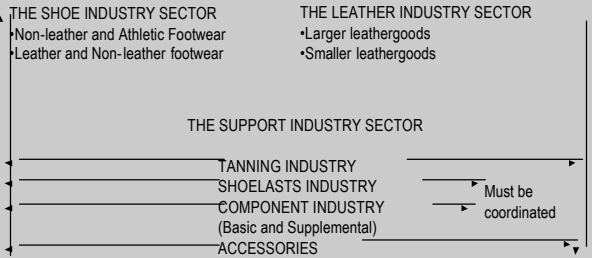 THE SHOE INDUSTRY SECTOR
•Non-leather and Athletic Footwear
•Leather and Non-leather footwear
THE LEATHER INDUSTRY SECTOR
•Larger leathergoods
•Smaller leathergoods
THE SUPPORT INDUSTRY SECTOR
TANNING INDUSTRY
SHOELASTS INDUSTRY
COMPONENT INDUSTRY
(Basic and Supplemental)
ACCESSORIES
Must be
coordinated